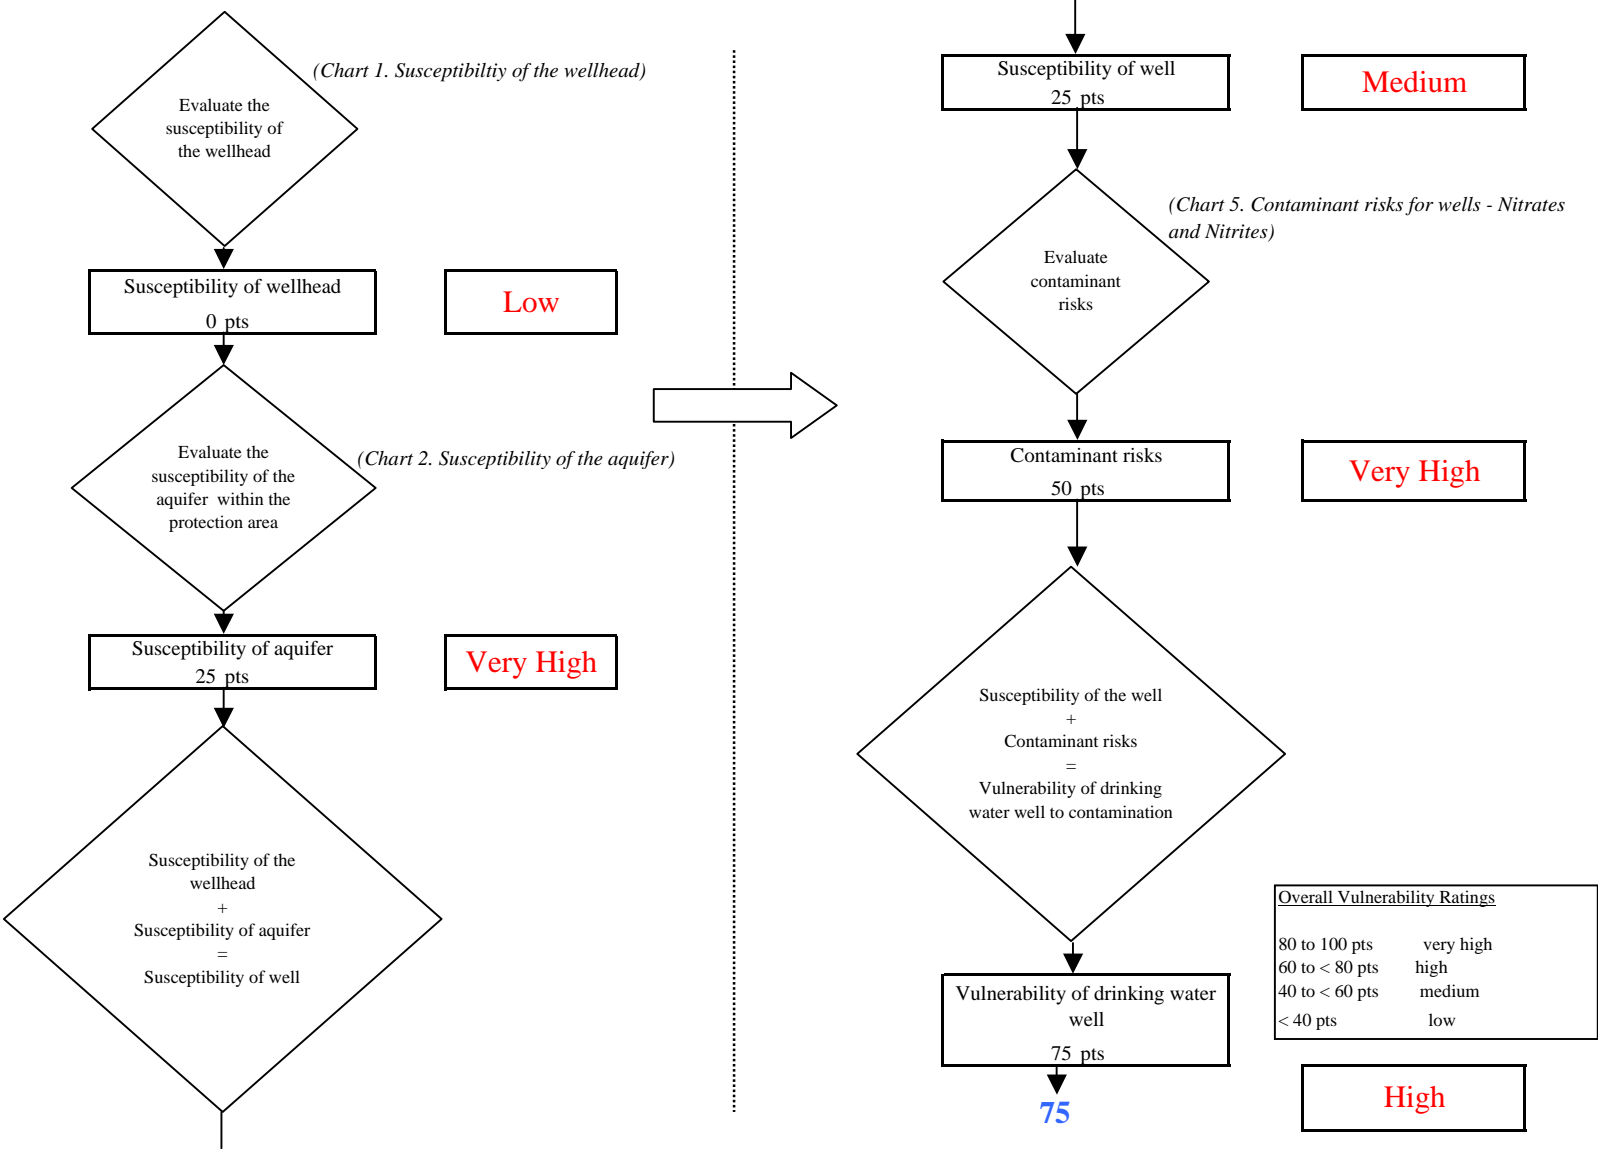 (Chart 1. Susceptibiltiy of the wellhead)
Evaluate the
susceptibility of
the wellhead
Susceptibility of wellhead
0 pts
Low
Evaluate the
susceptibility of the
aquifer within the
protection area
(Chart 2. Susceptibility of the aquifer)
Susceptibility of aquifer
25 pts
Very High
Susceptibility of the
wellhead
+
Susceptibility of aquifer
=
Susceptibility of well
Susceptibility of well
25 pts
Medium
(Chart 5. Contaminant risks for wells - Nitrates
and Nitrites)
Evaluate
contaminant
risks
Contaminant risks
50 pts
Very High
Susceptibility of the well
+
Contaminant risks
=
Vulnerability of drinking
water well to contamination
Overall Vulnerability Ratings
80 to 100 pts very high
60 to < 80 pts high
40 to < 60 pts medium
< 40 pts low
Vulnerability of drinking water
well
75 pts
75
High